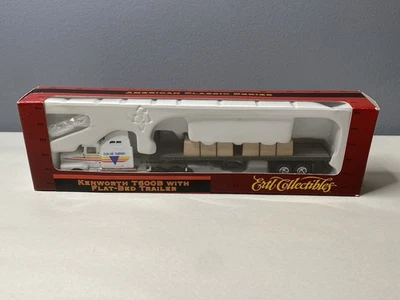 American Classic Series
Kenworth T600B with
Flat-Bed Trailer
Ertl Collectibles